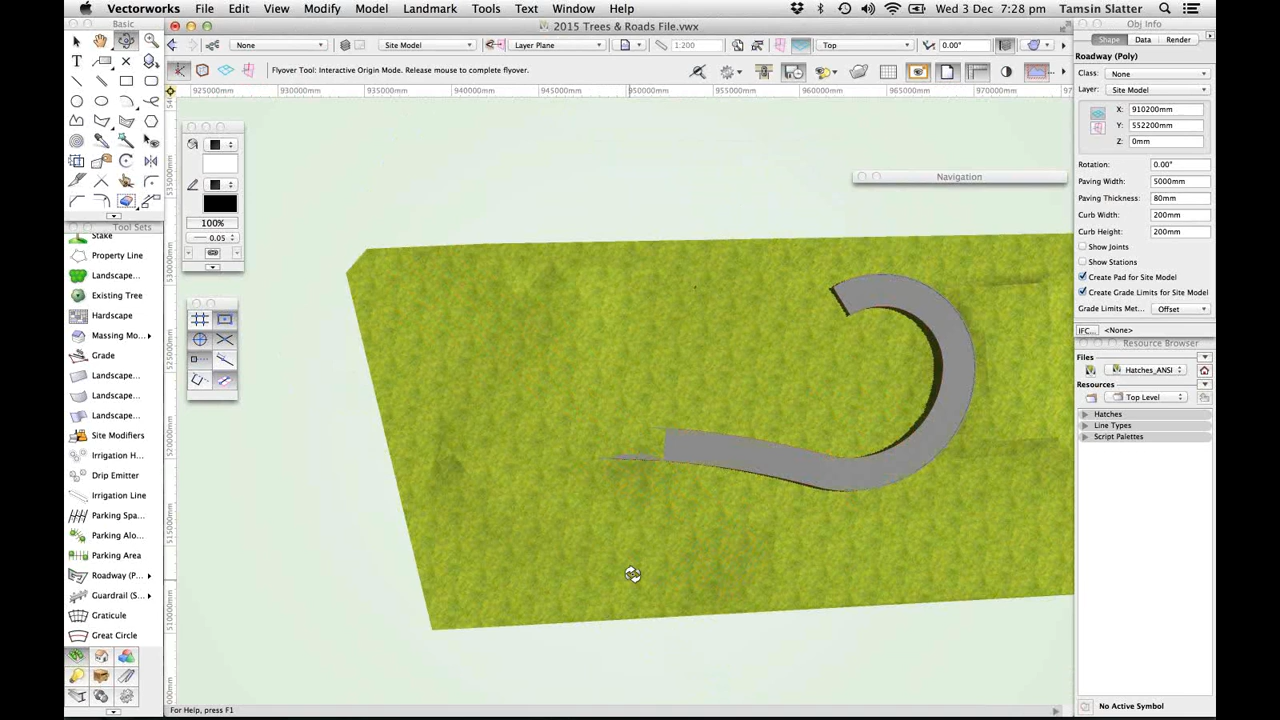 Vectorworks File Edit View Modify Model Landmark Tools Text Window Help Wed 3 Dec 7:28 pm Tamsin Slatter
Basic
2015 Trees & Roads File.vwx
Obj Info
None Site Model Layer Plane 1:200 Top 0.00°
Shape Data Render
Flyover Tool: Interactive Origin Mode. Release mouse to complete flyover.
Roadway (Poly)
Class: None
Layer: Site Model
925000mm 930000mm 935000mm 940000mm 945000mm 950000mm 955000mm 960000mm 965000mm 970000mm
X: 910200mm
Y: 552200mm
Z: 0mm
Rotation: 0.00°
Navigation
Paving Width: 5000mm
Paving Thickness: 80mm
Curb Width: 200mm
100%
Tool Sets
Curb Height: 200mm
0.05
Stake
Show Joints
Property Line
Show Stations
Landscape...
Create Pad for Site Model
Existing Tree
Create Grade Limits for Site Model
Hardscape
Grade Limits Met... Offset
Massing Mo...
IFC... <None>
Grade
Resource Browser
Files
Landscape...
Hatches_ANSI
Resources
Landscape...
Top Level
Landscape...
Hatches
Line Types
Site Modifiers
Script Palettes
Irrigation H...
Drip Emitter
Irrigation Line
Parking Spa...
Parking Alo...
Parking Area
Roadway (P...
Guardrail (S...
Graticule
Great Circle
535000mm
530000mm
525000mm
520000mm
515000mm
510000mm
For Help, press F1
No Active Symbol